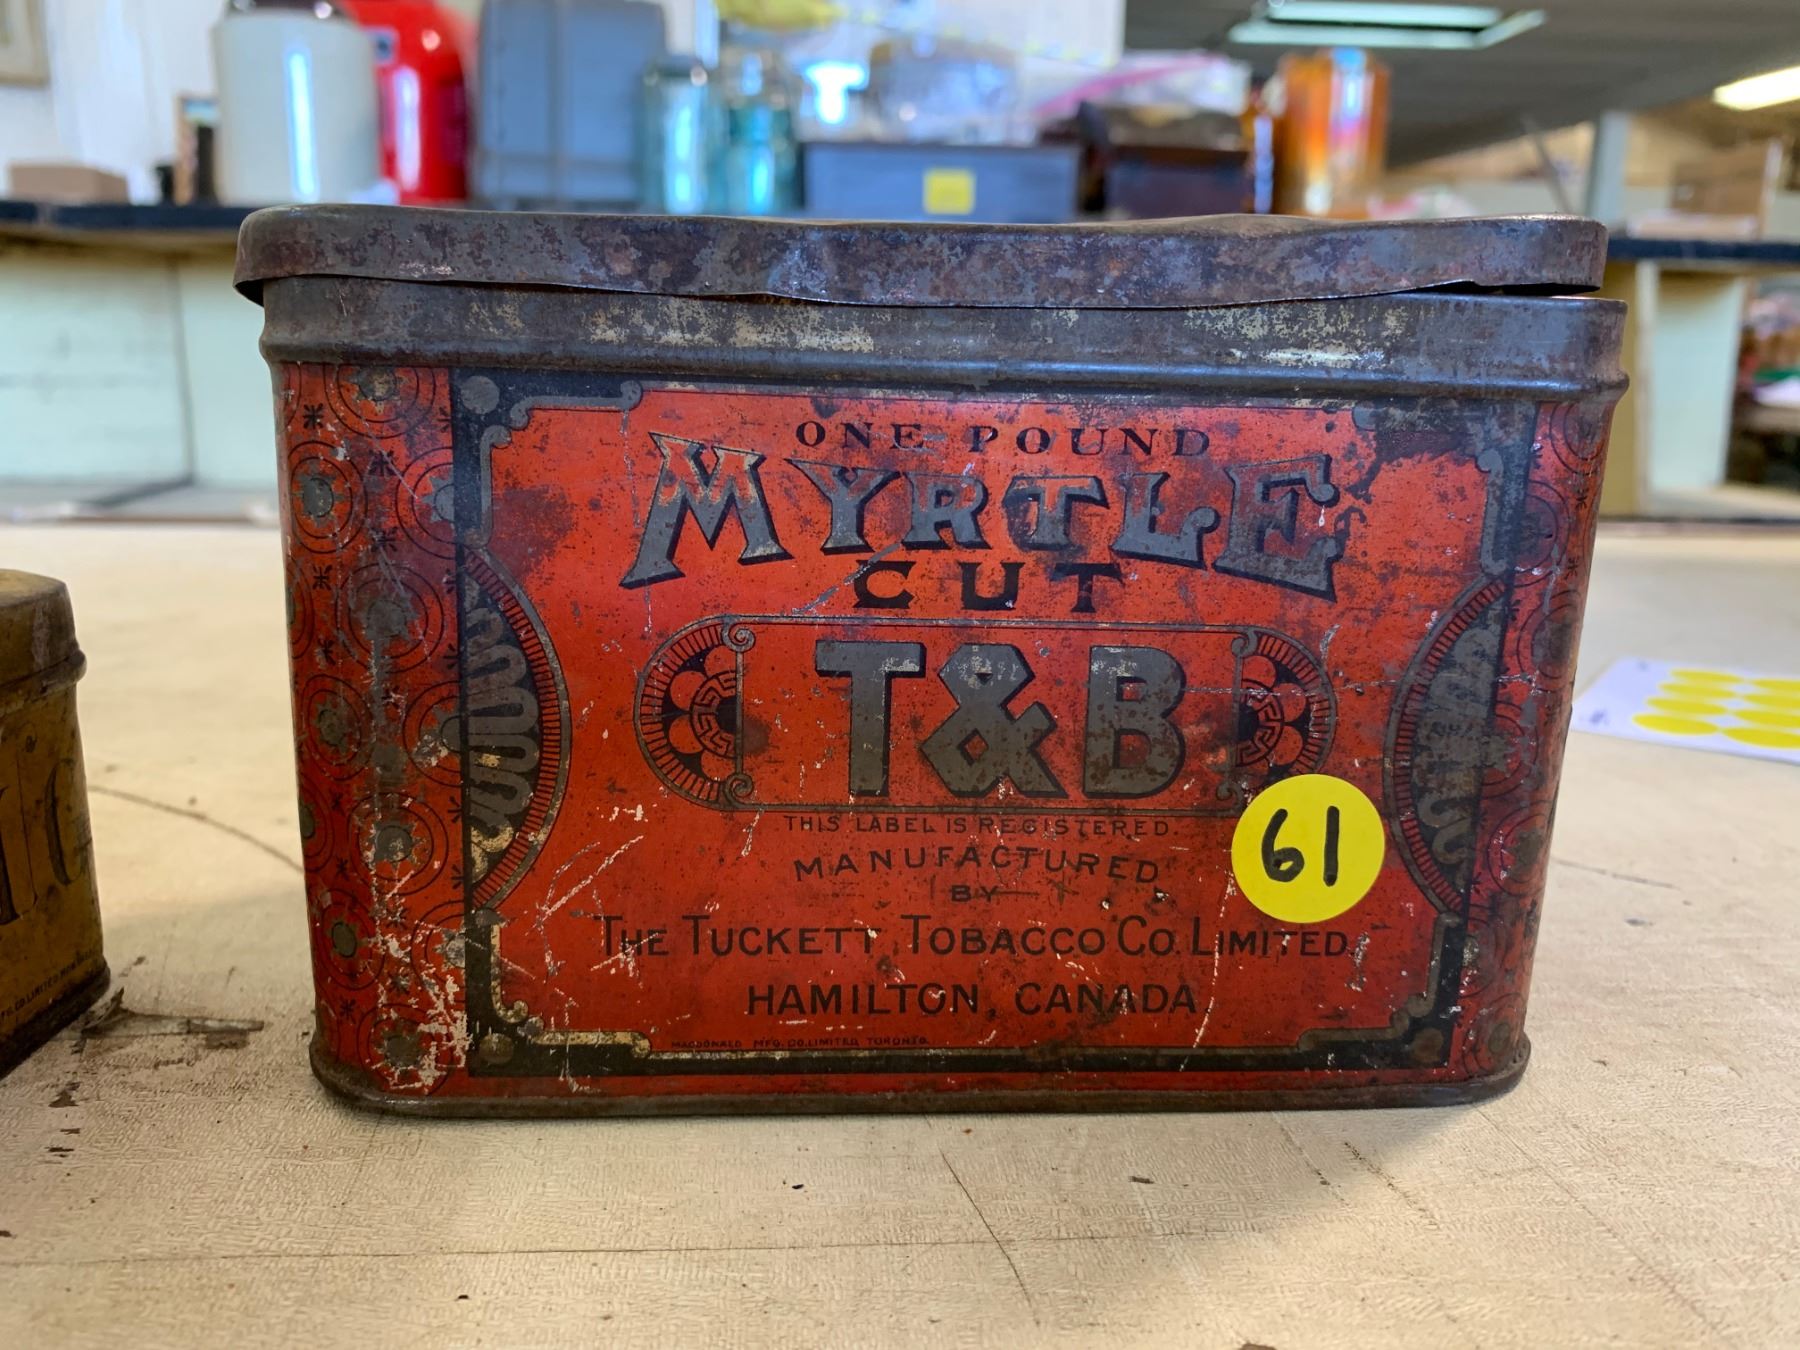 ONE POUND
MYRTLE
CUT
T&B
THIS LABEL IS REGISTERED.
MANUFACTURED
BY
THE TUCKETT TOBACCO CO. LIMITED,
HAMILTON, CANADA
MACDONALD MFG. CO. LIMITED, TORONTO.
61